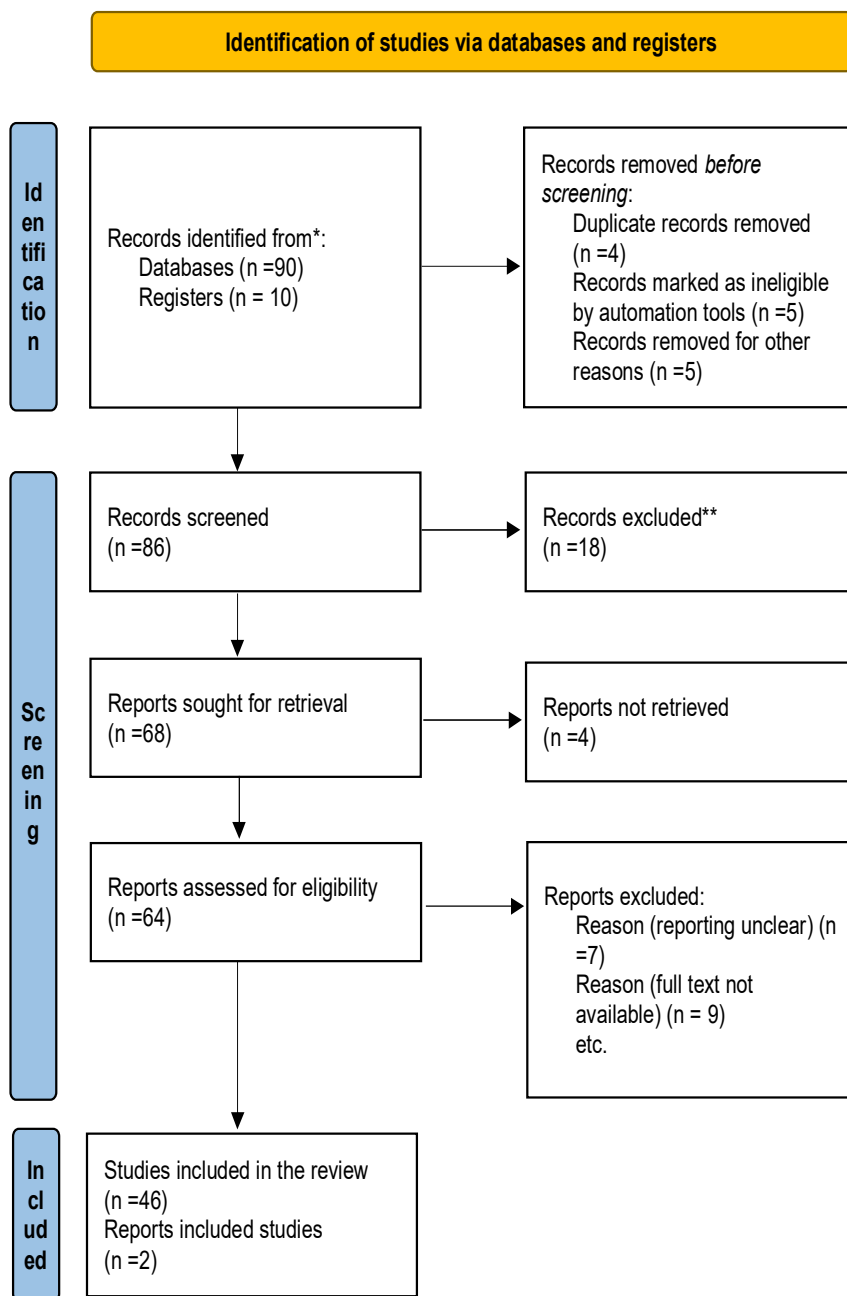 Identification of studies via databases and registers
Id
en
tifi
ca
tio
n
Records identified from*:
Databases (n =90)
Registers (n = 10)
Records removed before
screening:
Duplicate records removed
(n =4)
Records marked as ineligible
by automation tools (n =5)
Records removed for other
reasons (n =5)
Sc
re
en
in
g
Records screened
(n =86)
Records excluded**
(n =18)
Reports sought for retrieval
(n =68)
Reports not retrieved
(n =4)
Reports assessed for eligibility
(n =64)
Reports excluded:
Reason (reporting unclear) (n
=7)
Reason (full text not
available) (n = 9)
etc.
In
cl
ud
ed
Studies included in the review
(n =46)
Reports included studies
(n =2)